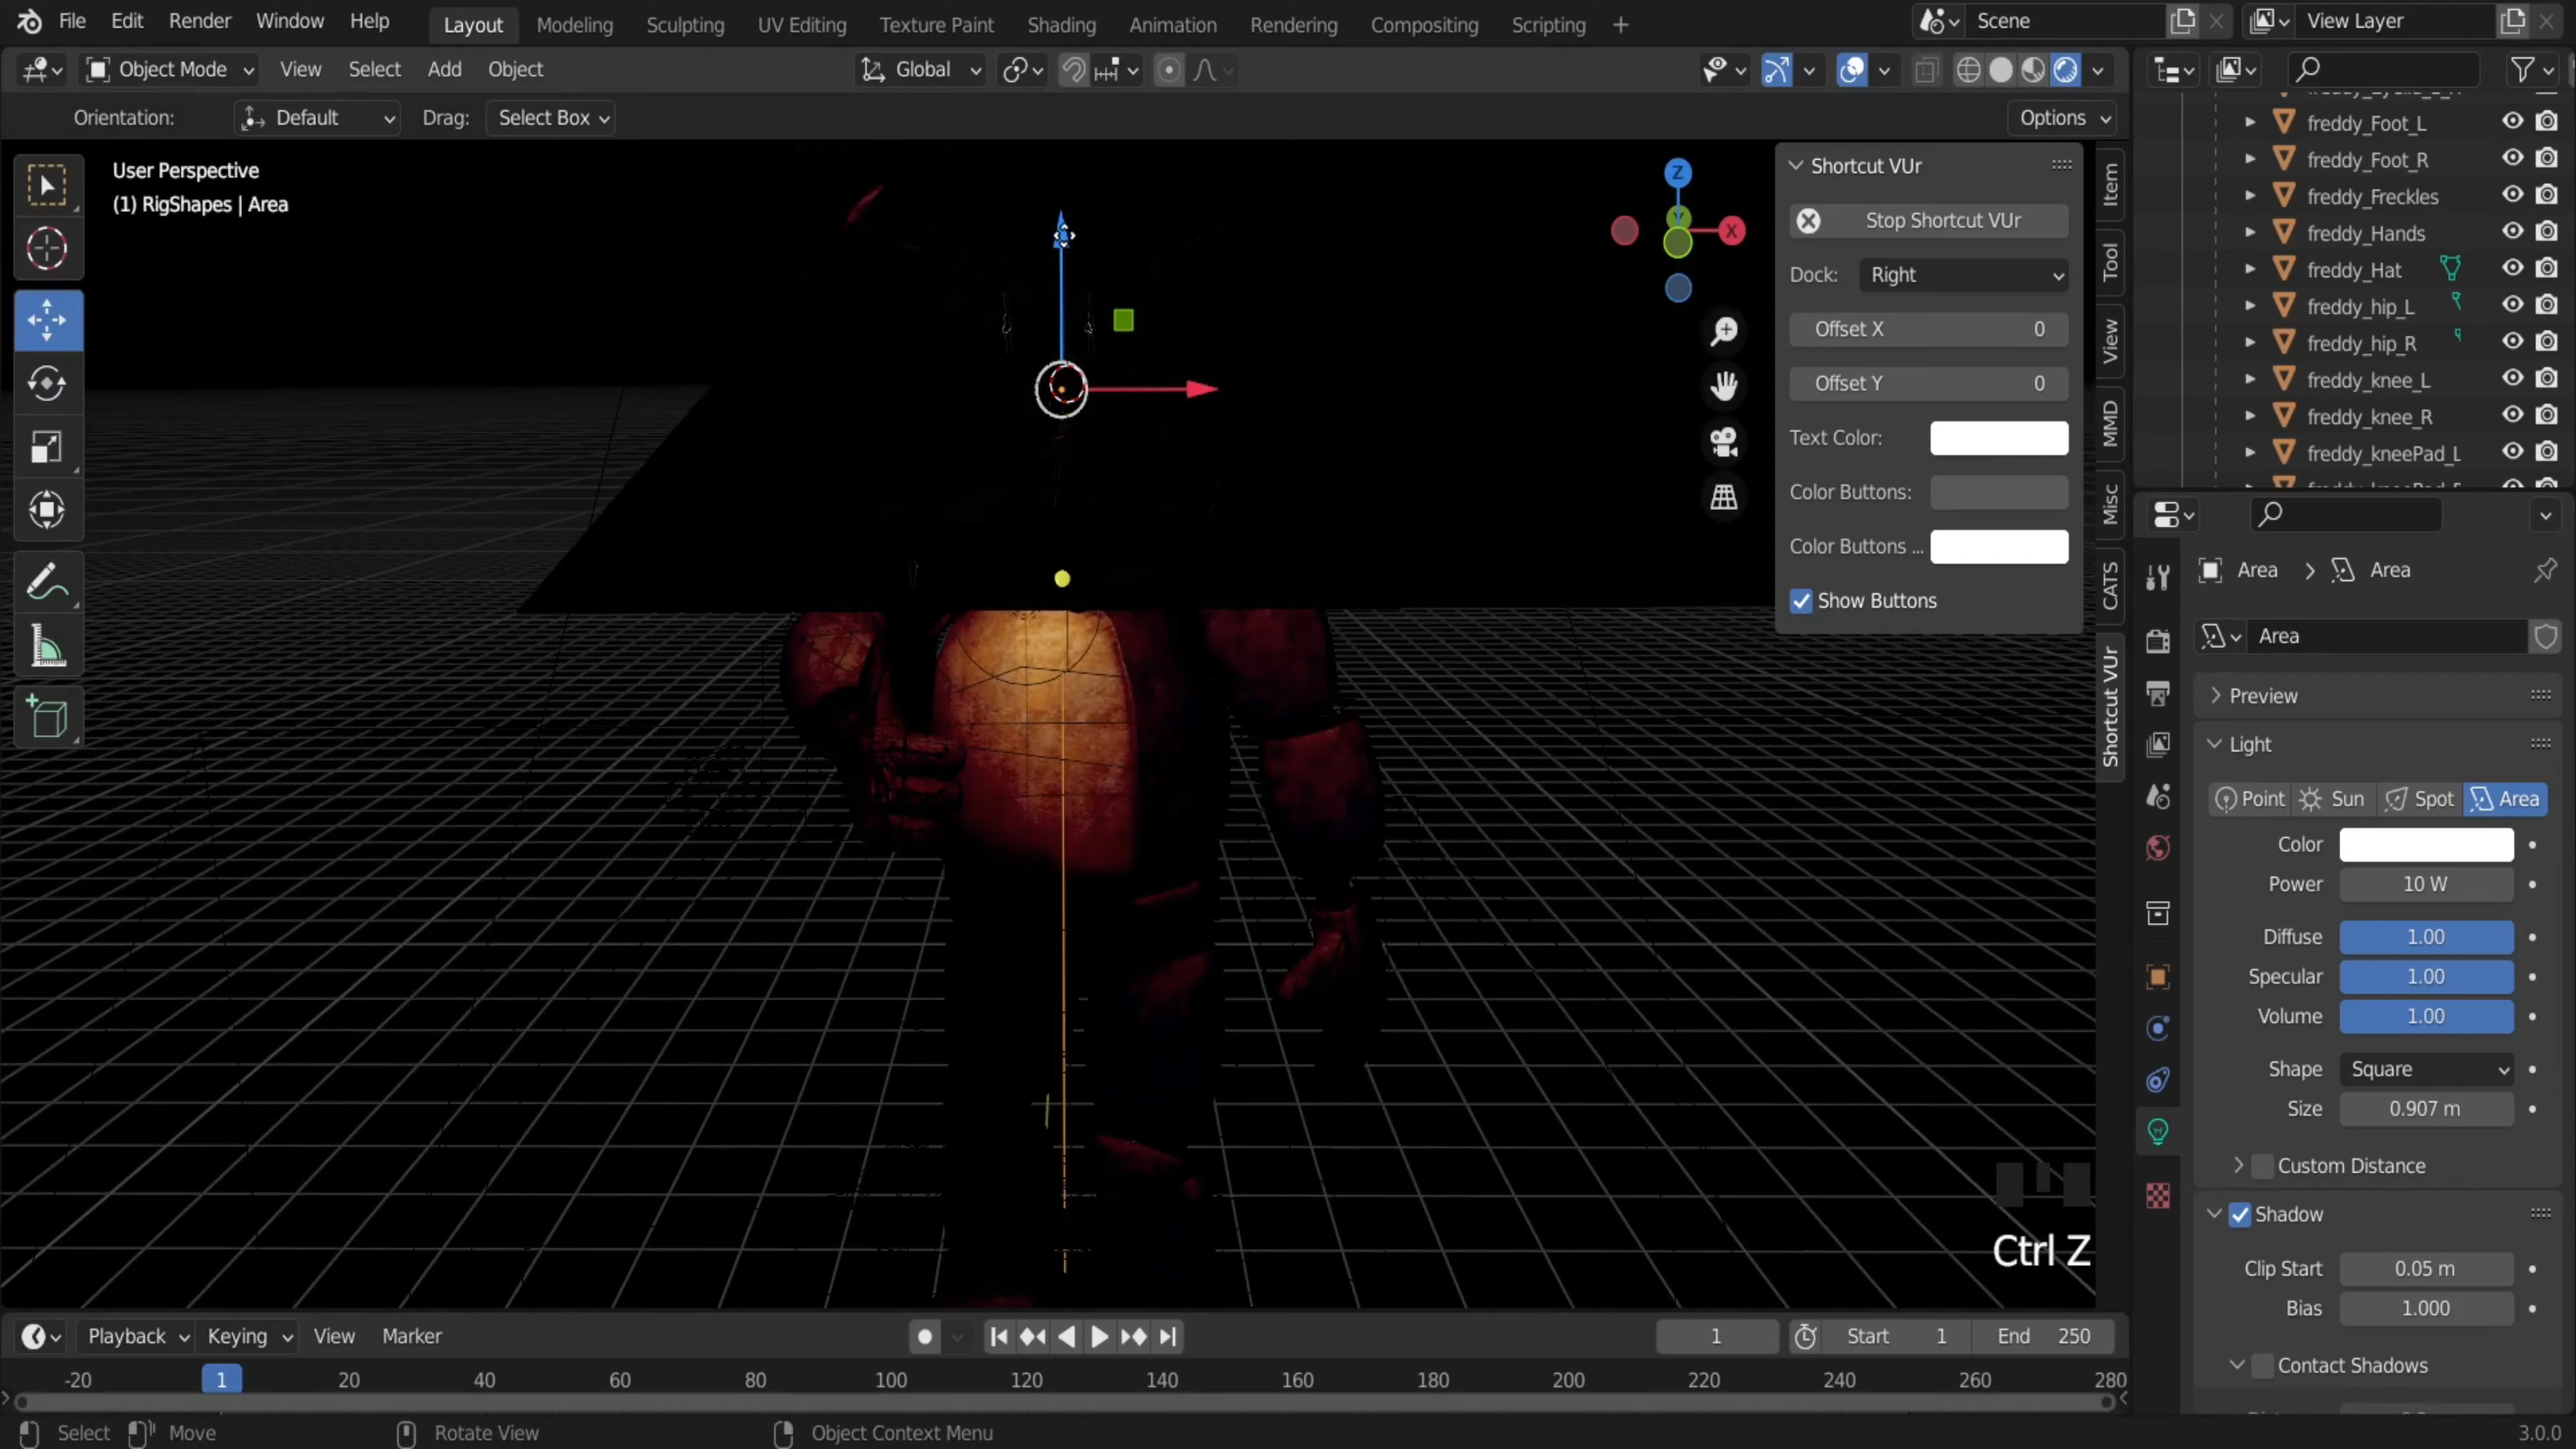 File Edit Render Window Help Layout Modeling Sculpting UV Editing Texture Paint Shading Animation Rendering Compositing Scripting + Scene View Layer
Object Mode View Select Add Object Global
Orientation: Default Drag: Select Box Options
User Perspective
(1) RigShapes | Area
Z
X
Shortcut VUr
Stop Shortcut VUr
Dock: Right
Offset X 0
Offset Y 0
Text Color:
Color Buttons:
Color Buttons ...
Show Buttons
Item
Tool
View
MMD
Misc
CATS
Shortcut VUr
freddy_Foot_L
freddy_Foot_R
freddy_Freckles
freddy_Hands
freddy_Hat
freddy_hip_L
freddy_hip_R
freddy_knee_L
freddy_knee_R
freddy_kneePad_L
Area > Area
Area
Preview
Light
Point Sun Spot Area
Color
Power 10 W
Diffuse 1.00
Specular 1.00
Volume 1.00
Shape Square
Size 0.907 m
Custom Distance
Shadow
Clip Start 0.05 m
Bias 1.000
Contact Shadows
Ctrl Z
Playback Keying View Marker 1 Start 1 End 250
-20 1 20 40 60 80 100 120 140 160 180 200 220 240 260 280
Select Move Rotate View Object Context Menu 3.0.0